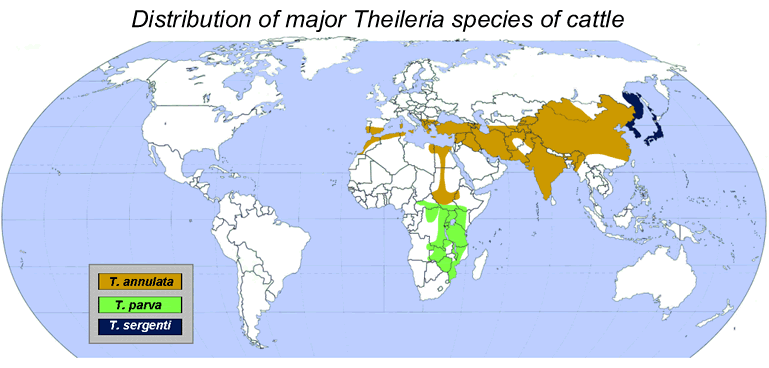 Distribution of major Theileria species of cattle
T. annulata
T. parva
T. sergenti